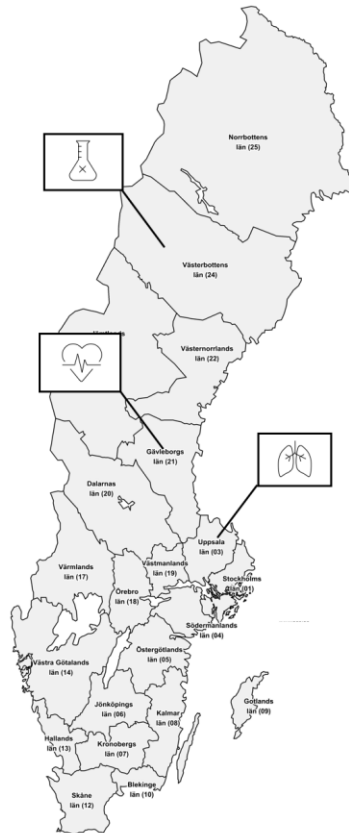 Norrbottens
län (25)
Västerbottens
län (24)
Västernorrlands
län (22)
Gävleborgs
län (21)
Dalarnas
län (20)
Uppsala
län (03)
Värmlands
län (17)
Västmanlands
län (19)
Stockholms
län (01)
Örebro
län (18)
Södermanlands
län (04)
Östergötlands
län (05)
Västra Götalands
län (14)
Jönköpings
län (06)
Kalmar
län (08)
Gotlands
län (09)
Hallands
län (13)
Kronobergs
län (07)
Blekinge
län (10)
Skåne
län (12)